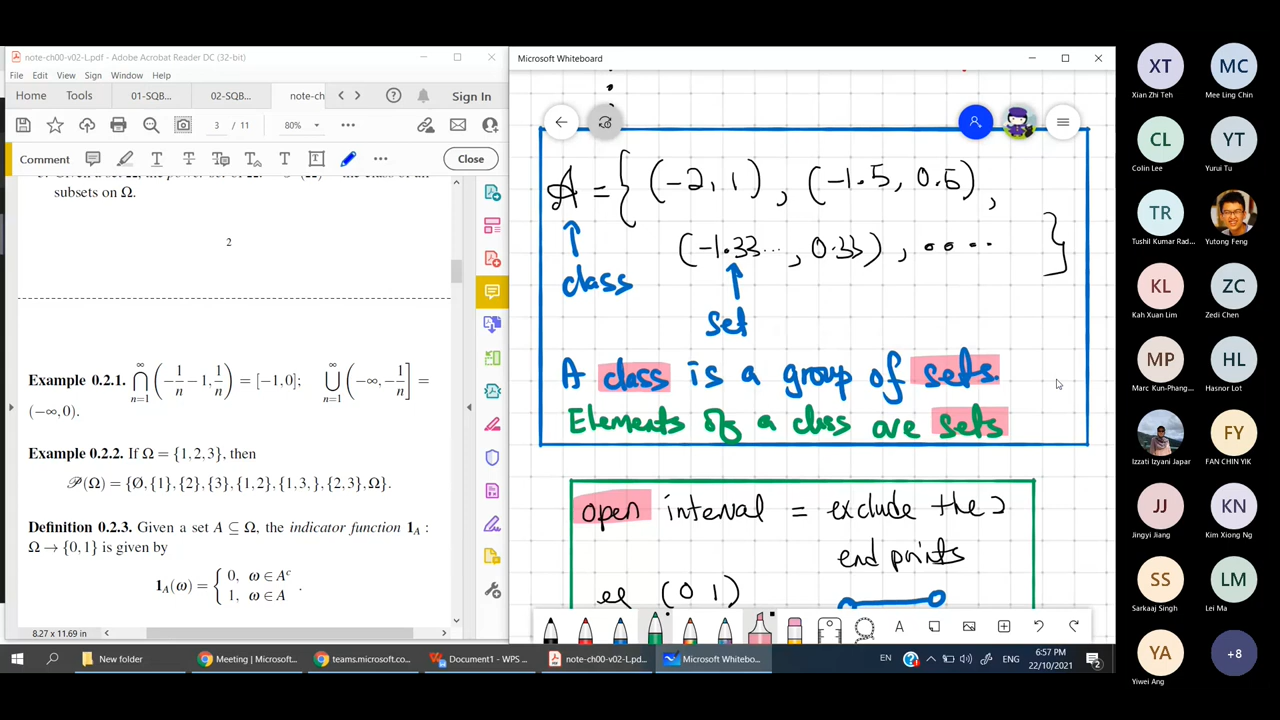 note-ch00-v02-L.pdf - Adobe Acrobat Reader DC (32-bit)
File Edit View Sign Window Help
Home Tools 01-SQB... 02-SQB... note-ch Sign In
3 / 11 80%
Comment Close
subsets on Ω.
2
Example 0.2.1. ⋂_{n=1}^{∞} (-1/n - 1, 1/n) = [-1, 0]; ⋃_{n=1}^{∞} (-∞, -1/n] =
(-∞, 0).
Example 0.2.2. If Ω = {1, 2, 3}, then
𝒫(Ω) = {Ø, {1}, {2}, {3}, {1, 2}, {1, 3, }, {2, 3}, Ω}.
Definition 0.2.3. Given a set A ⊆ Ω, the indicator function 1_A :
Ω → {0, 1} is given by
1_A(ω) = { 0, ω ∈ A^c
1, ω ∈ A .
8.27 x 11.69 in
Microsoft Whiteboard
A = { (-2, 1), (-1.5, 0.5),
(-1.33..., 0.33), .... }
class
set
A class is a group of sets.
Elements of a class are sets
open interval = exclude the 2
end points
(0 1)
XT
Xian Zhi Teh
MC
Mee Ling Chin
CL
Colin Lee
YT
Yurui Tu
TR
Tushil Kumar Rad...
Yutong Feng
KL
Kah Xuan Lim
ZC
Zedi Chen
MP
Marc Kun-Phang...
HL
Hasnor Lot
Izzati Izyani Japar
FY
FAN CHIN YIK
JJ
Jingyi Jiang
KN
Kim Xiong Ng
SS
Sarkaaj Singh
LM
Lei Ma
YA
Yiwei Ang
+8
New folder
Meeting | Microsoft...
teams.microsoft.co...
Document1 - WPS ...
note-ch00-v02-L.pd...
Microsoft Whitebo...
EN
ENG
6:57 PM
22/10/2021
2